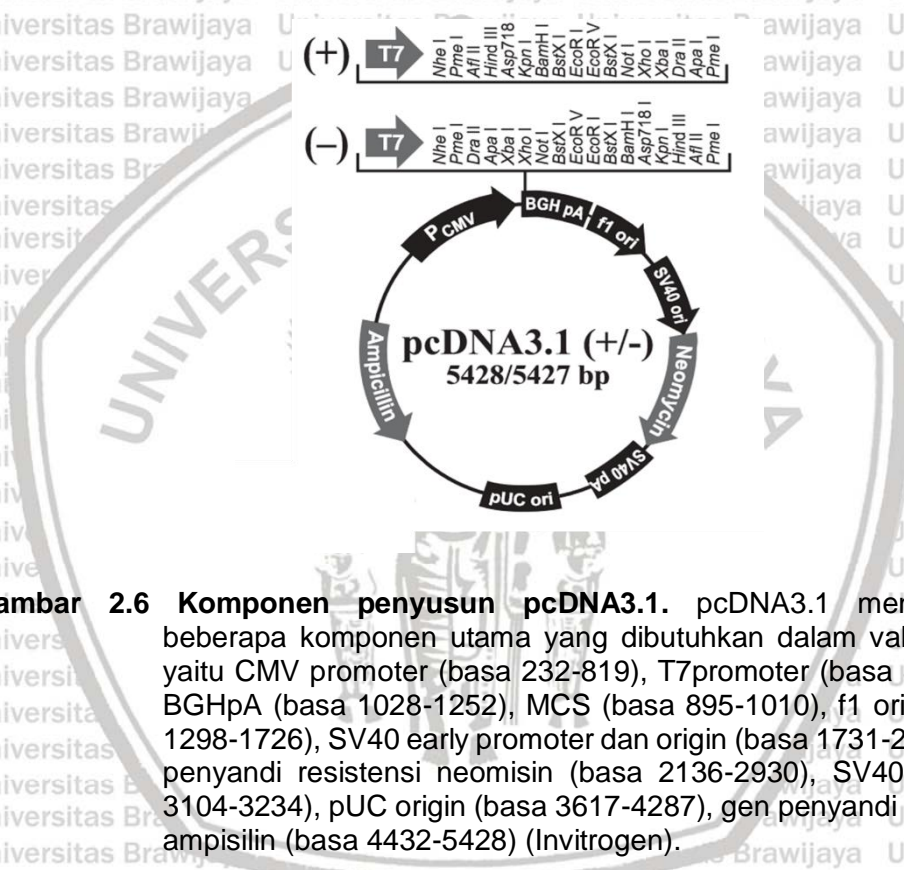 (+) T7 Nhe I Pme I Afl II Hind III Asp718 I Kpn I BamH I BstX I EcoR I EcoR V BstX I Not I Xho I Xba I Dra II Apa I Pme I
(–) T7 Nhe I Pme I Dra II Apa I Xba I Xho I Not I BstX I EcoR V EcoR I BstX I BamH I Asp718 I Kpn I Hind III Afl II Pme I
P CMV
BGH pA
f1 ori
SV40 ori
Neomycin
SV40 pA
pUC ori
Ampicillin
pcDNA3.1 (+/-)
5428/5427 bp
ambar 2.6 Komponen penyusun pcDNA3.1. pcDNA3.1 mer
beberapa komponen utama yang dibutuhkan dalam val
yaitu CMV promoter (basa 232-819), T7promoter (basa
BGHpA (basa 1028-1252), MCS (basa 895-1010), f1 ori
1298-1726), SV40 early promoter dan origin (basa 1731-2
penyandi resistensi neomisin (basa 2136-2930), SV40
3104-3234), pUC origin (basa 3617-4287), gen penyandi
ampisilin (basa 4432-5428) (Invitrogen).
Universitas Brawijaya